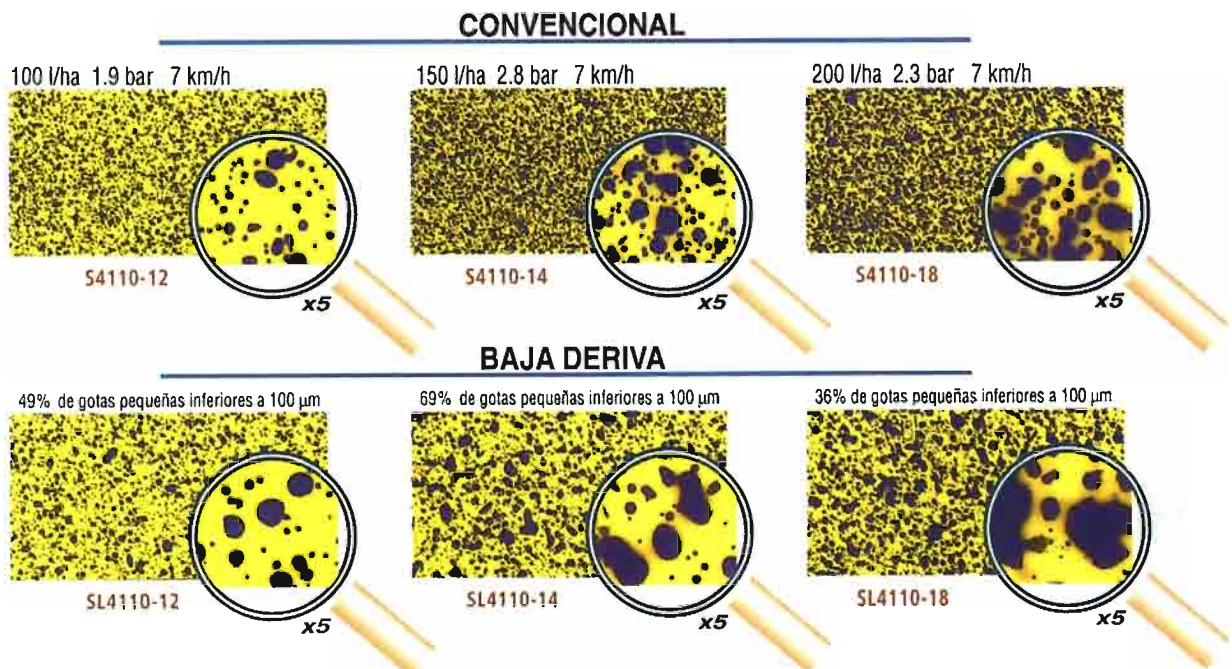 CONVENCIONAL
100 l/ha 1.9 bar 7 km/h
150 l/ha 2.8 bar 7 km/h
200 l/ha 2.3 bar 7 km/h
S4110-12
x5
S4110-14
x5
S4110-18
x5
BAJA DERIVA
49% de gotas pequeñas inferiores a 100 µm
69% de gotas pequeñas inferiores a 100 µm
36% de gotas pequeñas inferiores a 100 µm
SL4110-12
x5
SL4110-14
x5
SL4110-18
x5